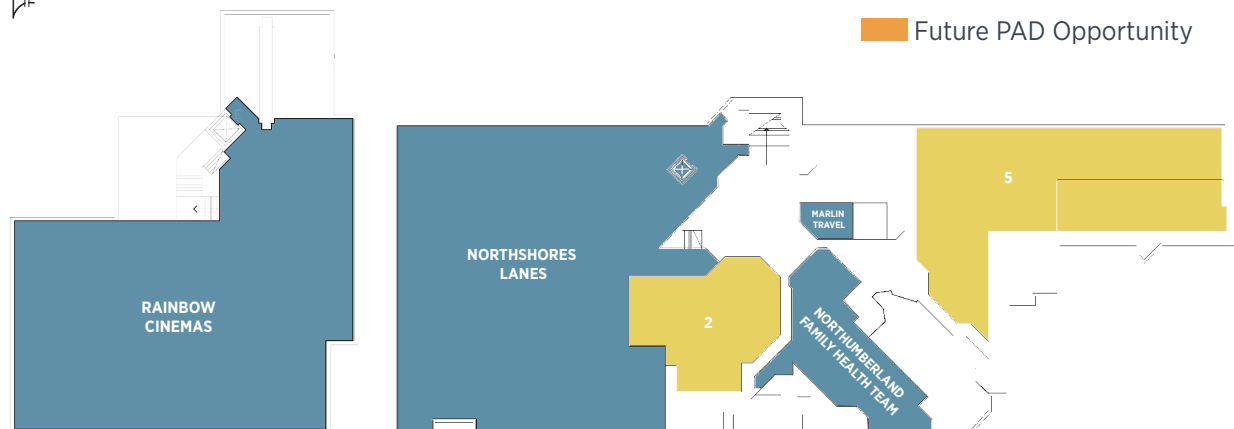 Future PAD Opportunity
5
MARLIN
TRAVEL
NORTHSHORES
LANES
RAINBOW
CINEMAS
2
NORTHUMBERLAND
FAMILY HEALTH TEAM